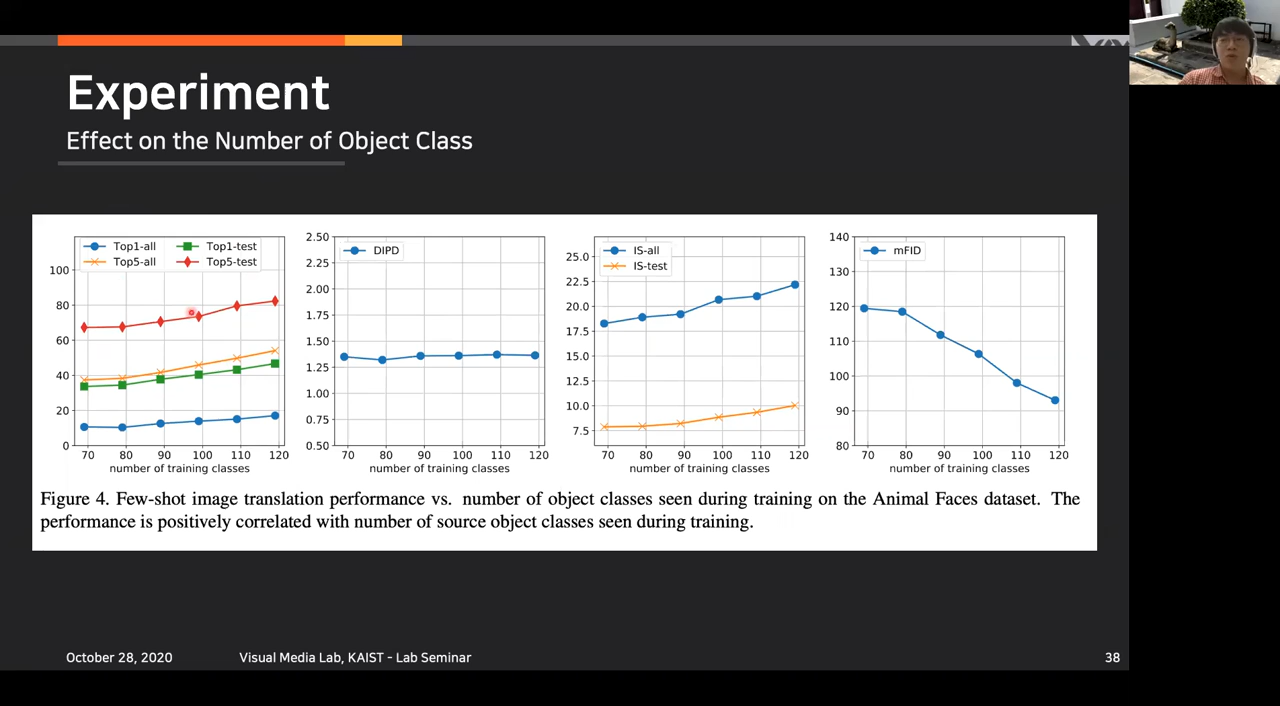 Experiment
Effect on the Number of Object Class
Top1-all
Top5-all
Top1-test
Top5-test
100
80
60
40
20
0
70 80 90 100 110 120
number of training classes
DIPD
2.50
2.25
2.00
1.75
1.50
1.25
1.00
0.75
0.50
70 80 90 100 110 120
number of training classes
IS-all
IS-test
25.0
22.5
20.0
17.5
15.0
12.5
10.0
7.5
70 80 90 100 110 120
number of training classes
mFID
140
130
120
110
100
90
80
70 80 90 100 110 120
number of training classes
Figure 4. Few-shot image translation performance vs. number of object classes seen during training on the Animal Faces dataset. The
performance is positively correlated with number of source object classes seen during training.
October 28, 2020
Visual Media Lab, KAIST - Lab Seminar
38